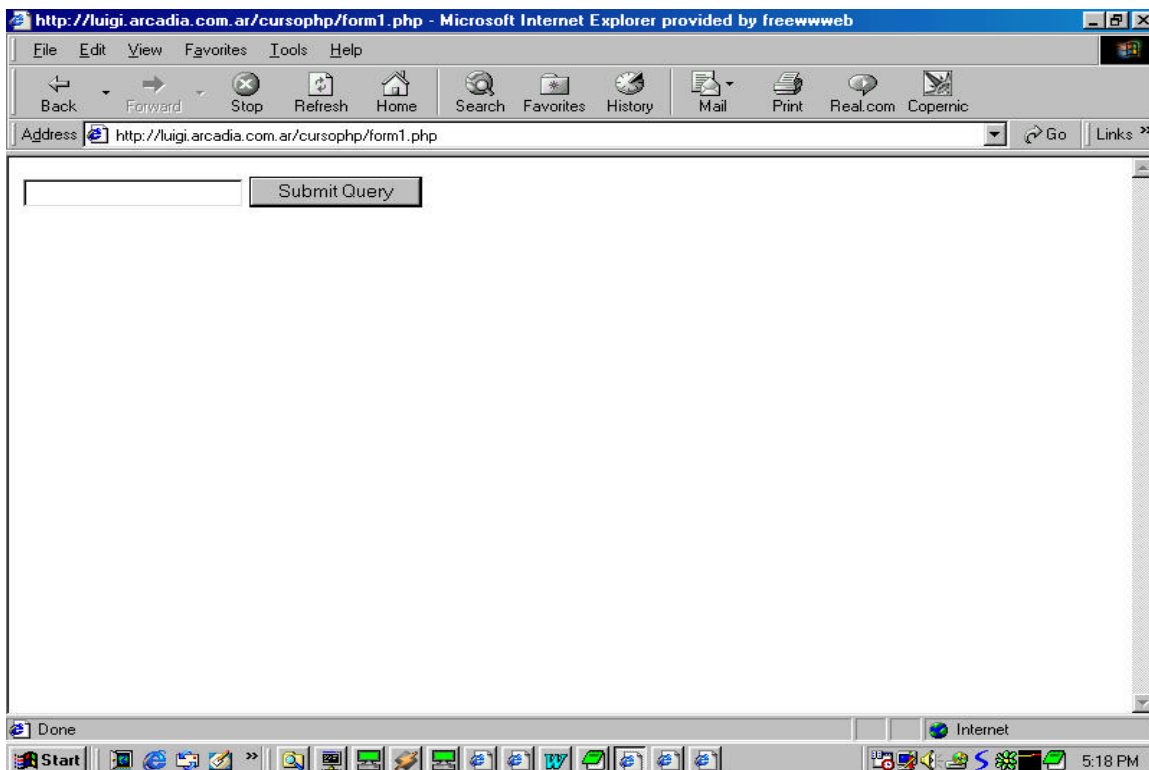 http://luigi.arcadia.com.ar/cursophp/form1.php - Microsoft Internet Explorer provided by freewwweb
File Edit View Favorites Tools Help
Back Forward Stop Refresh Home Search Favorites History Mail Print Real.com Copernic
Address http://luigi.arcadia.com.ar/cursophp/form1.php Go Links »
Submit Query
Done Internet
Start » 5:18 PM